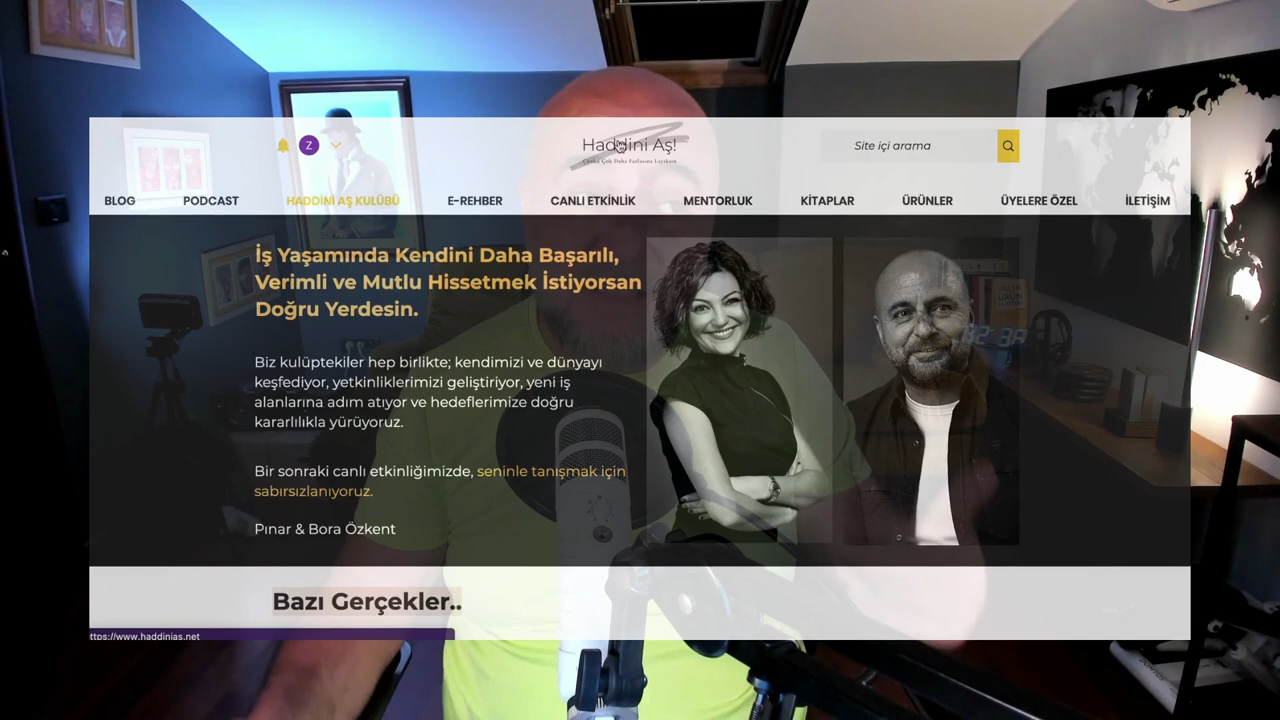 Z
Haddini Aş!
Çünkü Çok Daha Fazlasına Layıksın
Site içi arama
BLOG
PODCAST
HADDİNİ AŞ KULÜBÜ
E-REHBER
CANLI ETKİNLİK
MENTORLUK
KİTAPLAR
ÜRÜNLER
ÜYELERE ÖZEL
İLETİŞİM
İş Yaşamında Kendini Daha Başarılı,
Verimli ve Mutlu Hissetmek İstiyorsan
Doğru Yerdesin.
Biz kulüptekiler hep birlikte; kendimizi ve dünyayı
keşfediyor, yetkinliklerimizi geliştiriyor, yeni iş
alanlarına adım atıyor ve hedeflerimize doğru
kararlılıkla yürüyoruz.
Bir sonraki canlı etkinliğimizde, seninle tanışmak için
sabırsızlanıyoruz.
Pınar & Bora Özkent
Bazı Gerçekler..
ttps://www.haddinias.net